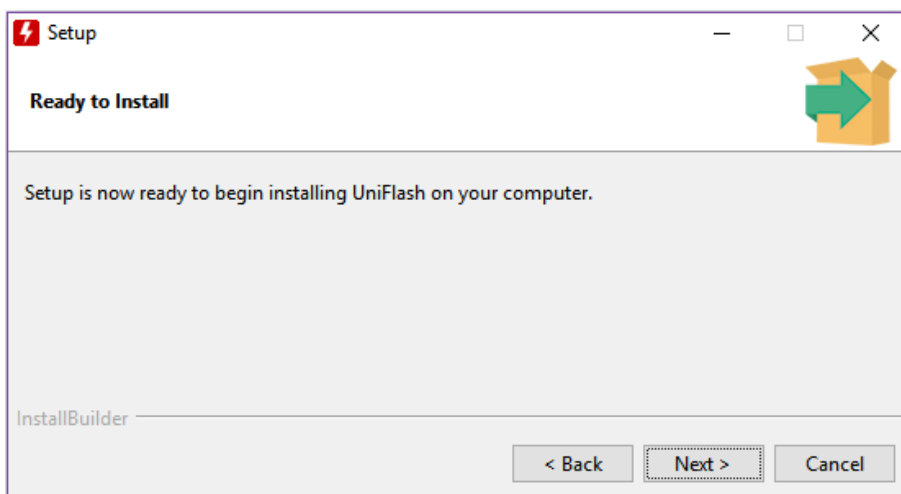 Setup
Ready to Install
Setup is now ready to begin installing UniFlash on your computer.
InstallBuilder
< Back
Next >
Cancel